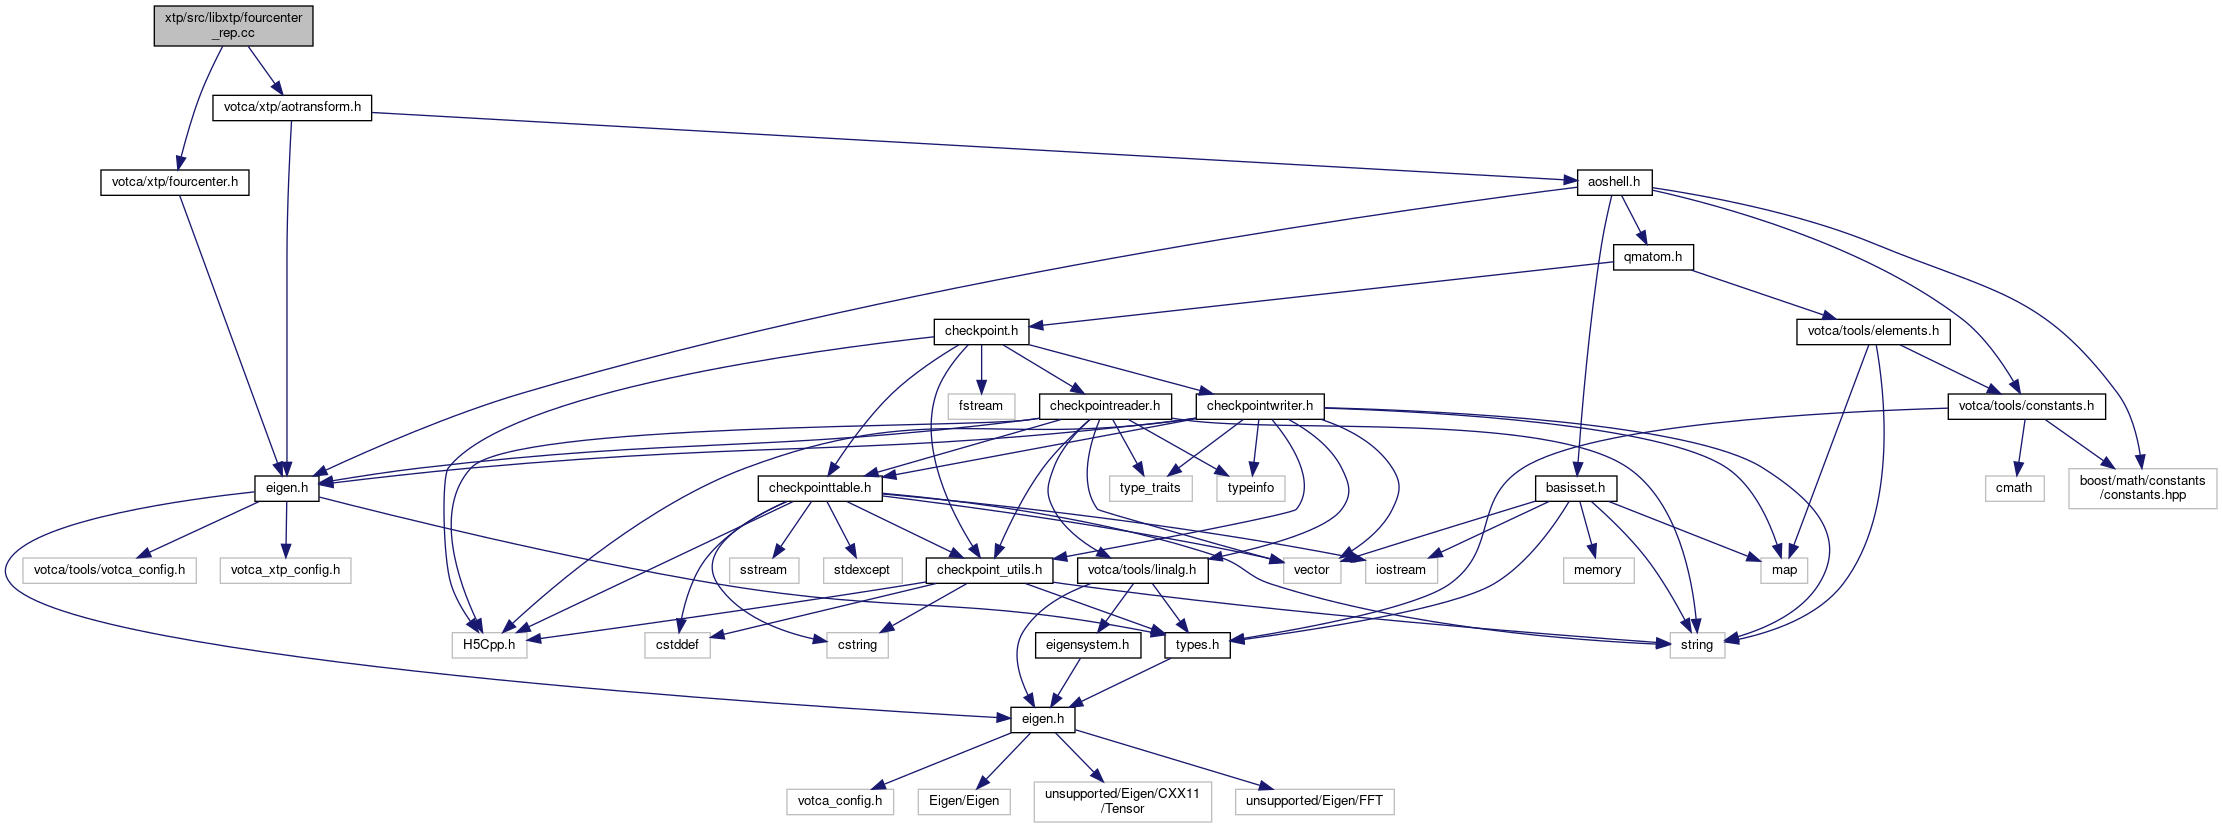 xtp/src/libxtp/fourcenter
_rep.cc
votca/xtp/aotransform.h
votca/xtp/fourcenter.h
aoshell.h
qmatom.h
checkpoint.h
votca/tools/elements.h
fstream
checkpointreader.h
checkpointwriter.h
votca/tools/constants.h
eigen.h
checkpointtable.h
type_traits
typeinfo
basisset.h
cmath
boost/math/constants
/constants.hpp
votca/tools/votca_config.h
votca_xtp_config.h
sstream
stdexcept
checkpoint_utils.h
votca/tools/linalg.h
vector
iostream
memory
map
H5Cpp.h
cstddef
cstring
eigensystem.h
types.h
string
eigen.h
votca_config.h
Eigen/Eigen
unsupported/Eigen/CXX11
/Tensor
unsupported/Eigen/FFT